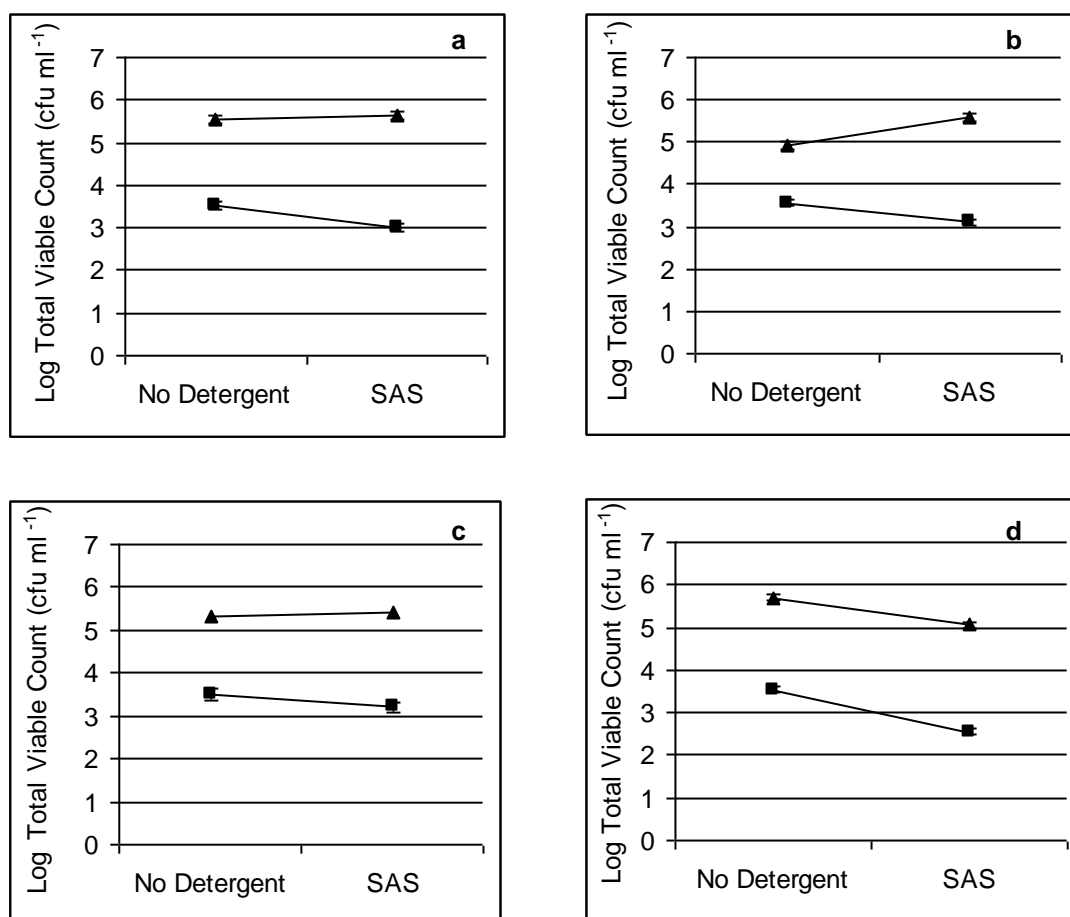 a
Log Total Viable Count (cfu ml -1)
7
6
5
4
3
2
1
0
No Detergent SAS
b
Log Total Viable Count (cfu ml -1)
7
6
5
4
3
2
1
0
No Detergent SAS
c
Log Total Viable Count (cfu ml -1)
7
6
5
4
3
2
1
0
No Detergent SAS
d
Log Total Viable Count (cfu ml -1)
7
6
5
4
3
2
1
0
No Detergent SAS